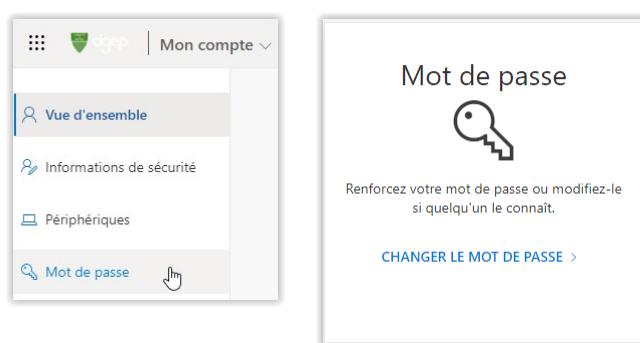 dgep
Mon compte
Vue d'ensemble
Informations de sécurité
Périphériques
Mot de passe
Mot de passe
Renforcez votre mot de passe ou modifiez-le
si quelqu'un le connaît.
CHANGER LE MOT DE PASSE >